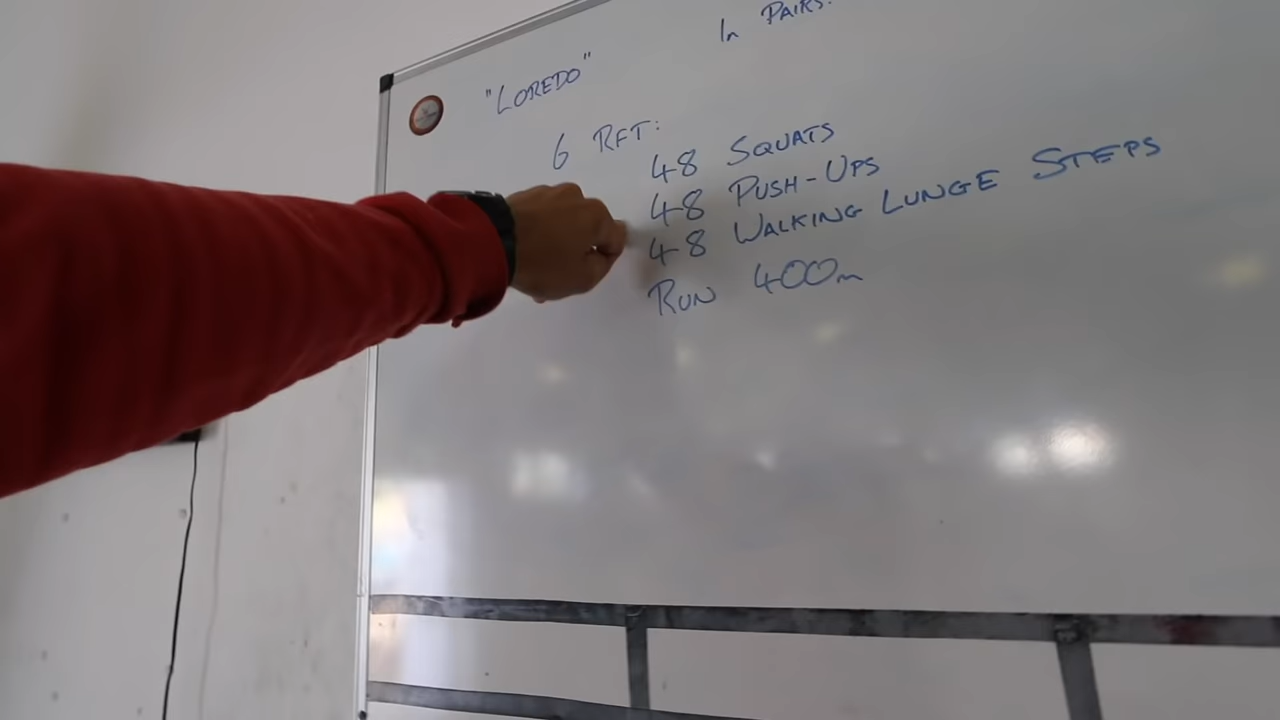 In PAIRS:
"LOREDO"
6 RFT:
48 SQUATS
48 PUSH-UPS
48 WALKING LUNGE STEPS
RUN 400m